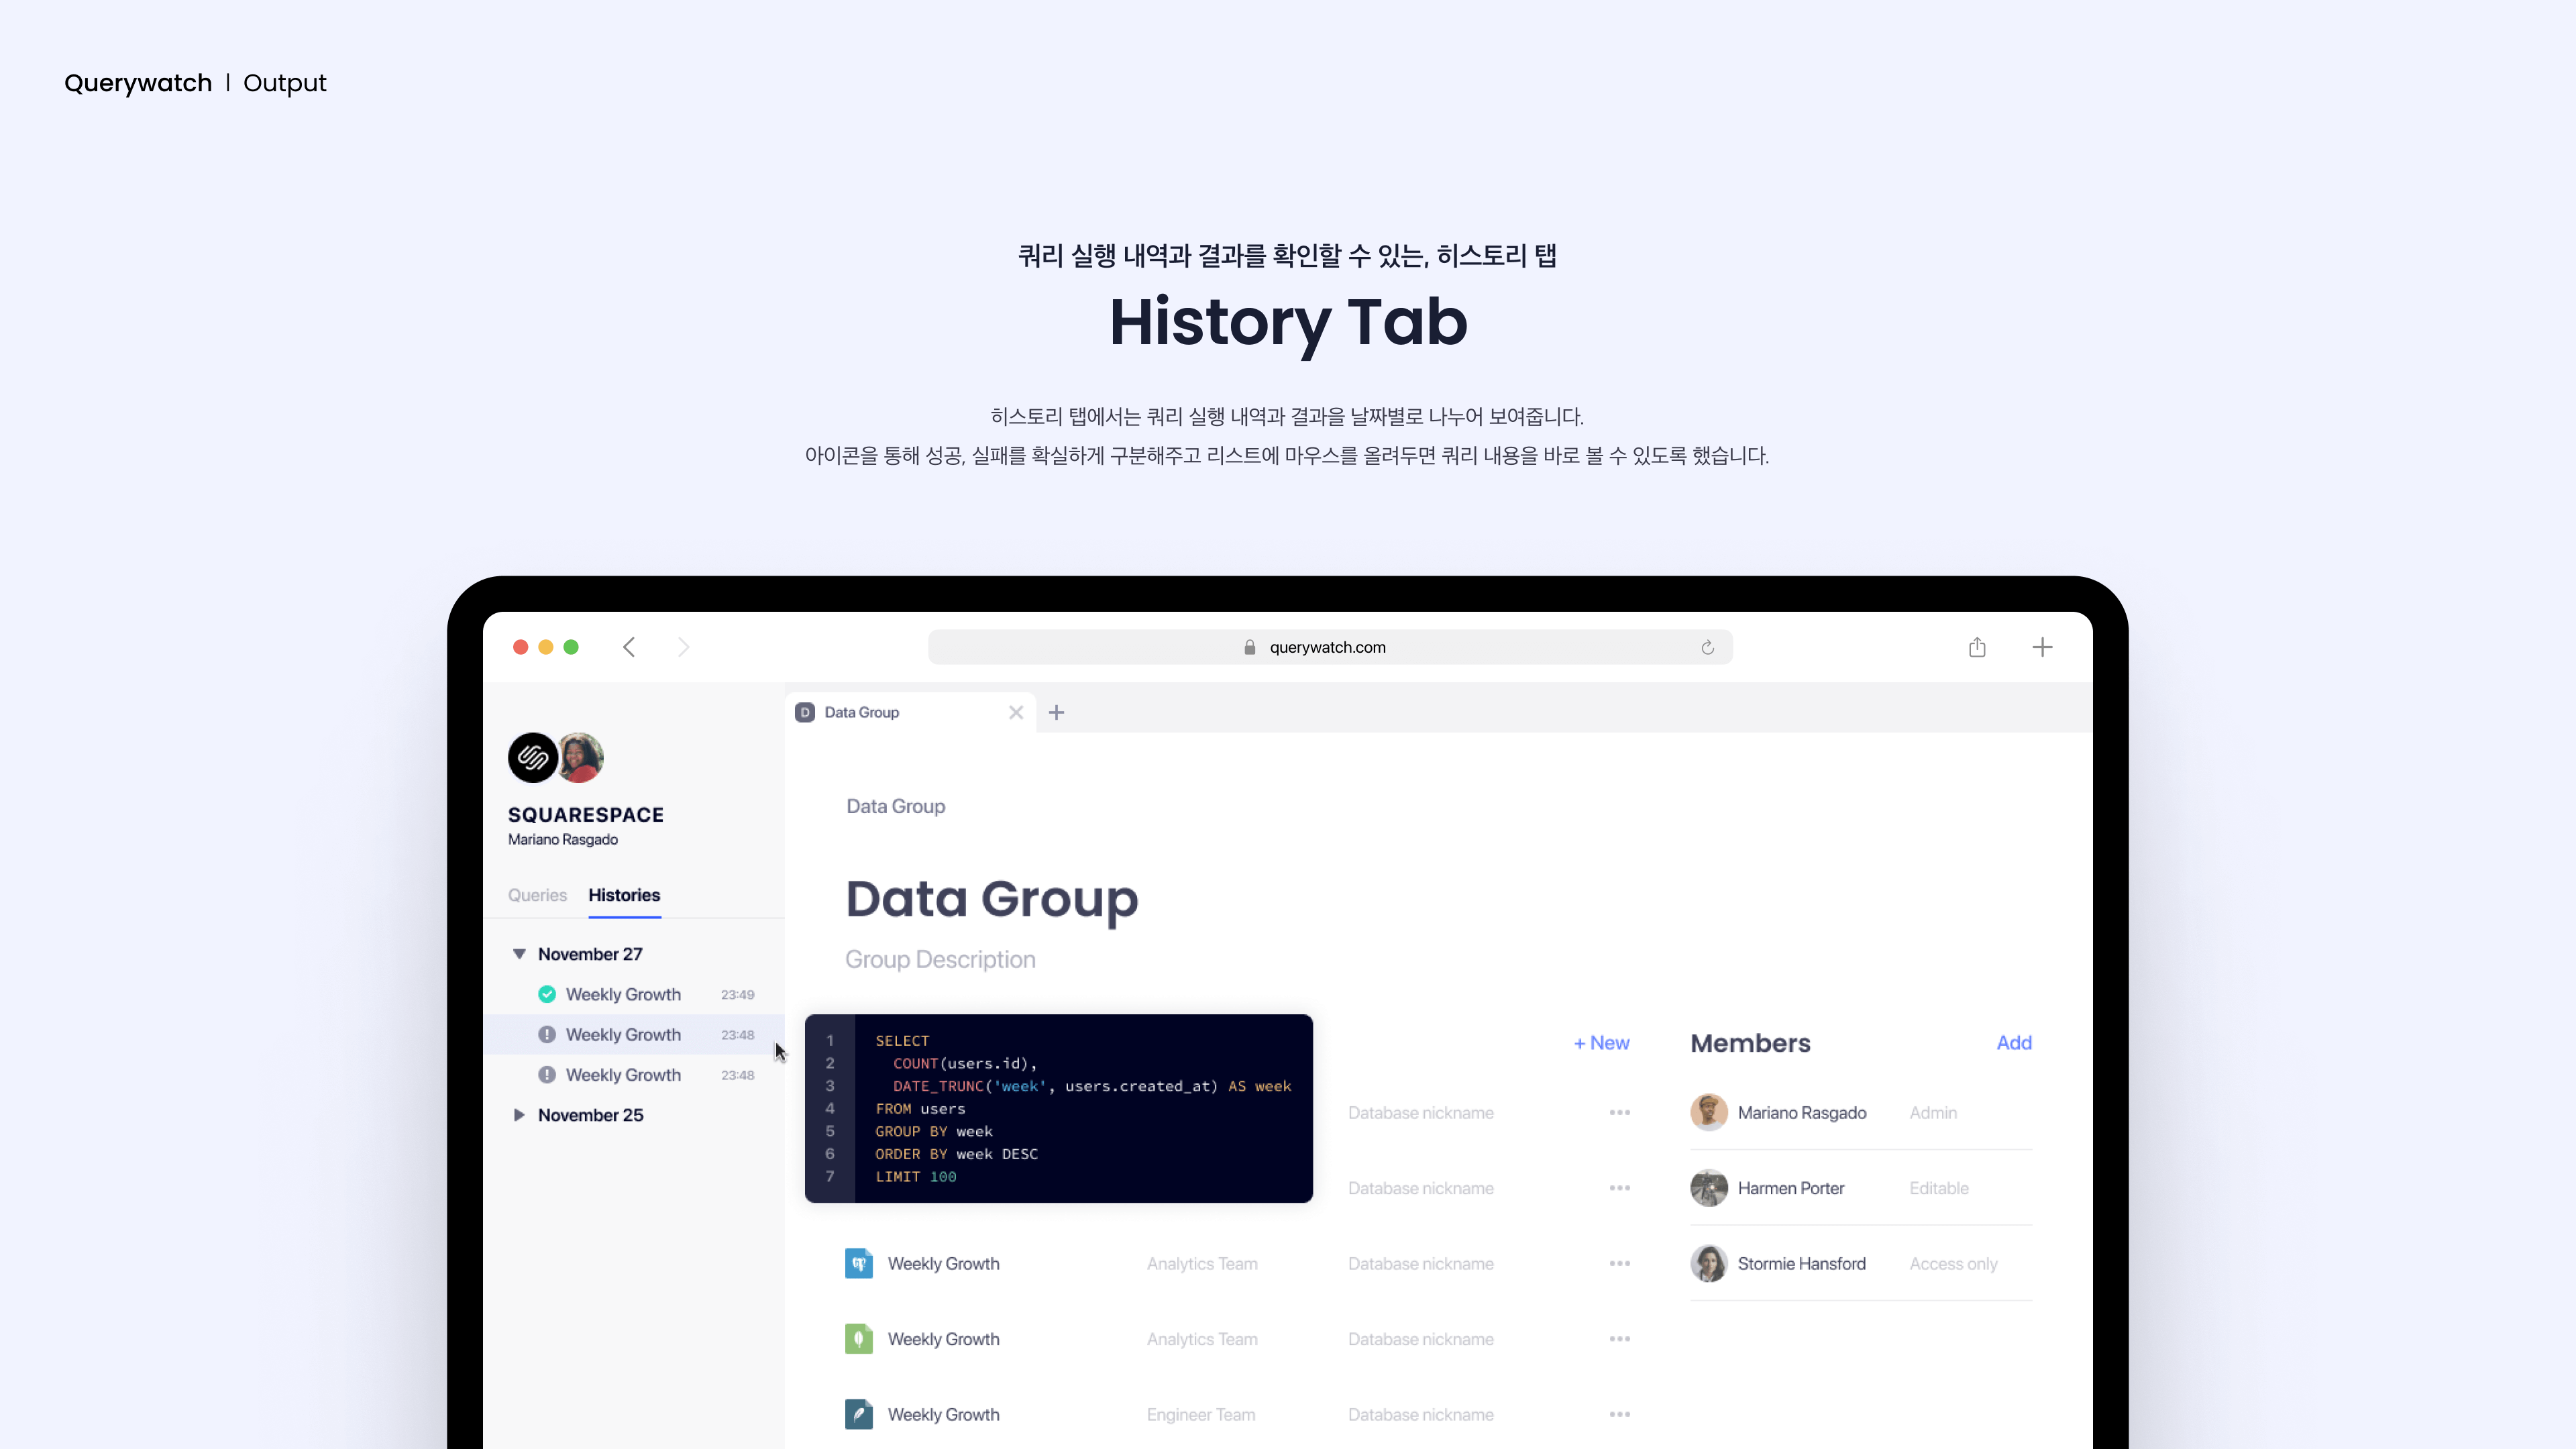 Querywatch | Output
쿼리 실행 내역과 결과를 확인할 수 있는, 히스토리 탭
History Tab
히스토리 탭에서는 쿼리 실행 내역과 결과을 날짜별로 나누어 보여줍니다.
아이콘을 통해 성공, 실패를 확실하게 구분해주고 리스트에 마우스를 올려두면 쿼리 내용을 바로 볼 수 있도록 했습니다.
querywatch.com
D Data Group
SQUARESPACE
Mariano Rasgado
Queries Histories
November 27
Weekly Growth 23:49
Weekly Growth 23:48
Weekly Growth 23:48
November 25
Data Group
Data Group
Group Description
1 SELECT
2 COUNT(users.id),
3 DATE_TRUNC('week', users.created_at) AS week
4 FROM users
5 GROUP BY week
6 ORDER BY week DESC
7 LIMIT 100
+ New
Database nickname
Database nickname
Weekly Growth Analytics Team Database nickname
Weekly Growth Analytics Team Database nickname
Weekly Growth Engineer Team Database nickname
Members Add
Mariano Rasgado Admin
Harmen Porter Editable
Stormie Hansford Access only